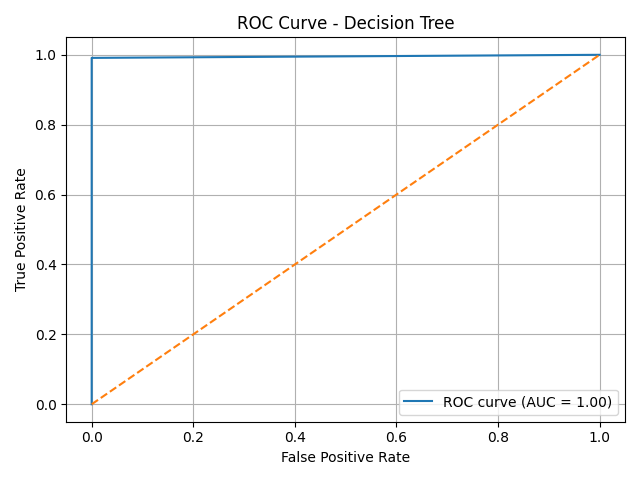 ROC Curve - Decision Tree
1.0
0.8
0.6
0.4
0.2
0.0
True Positive Rate
ROC curve (AUC = 1.00)
0.0 0.2 0.4 0.6 0.8 1.0
False Positive Rate